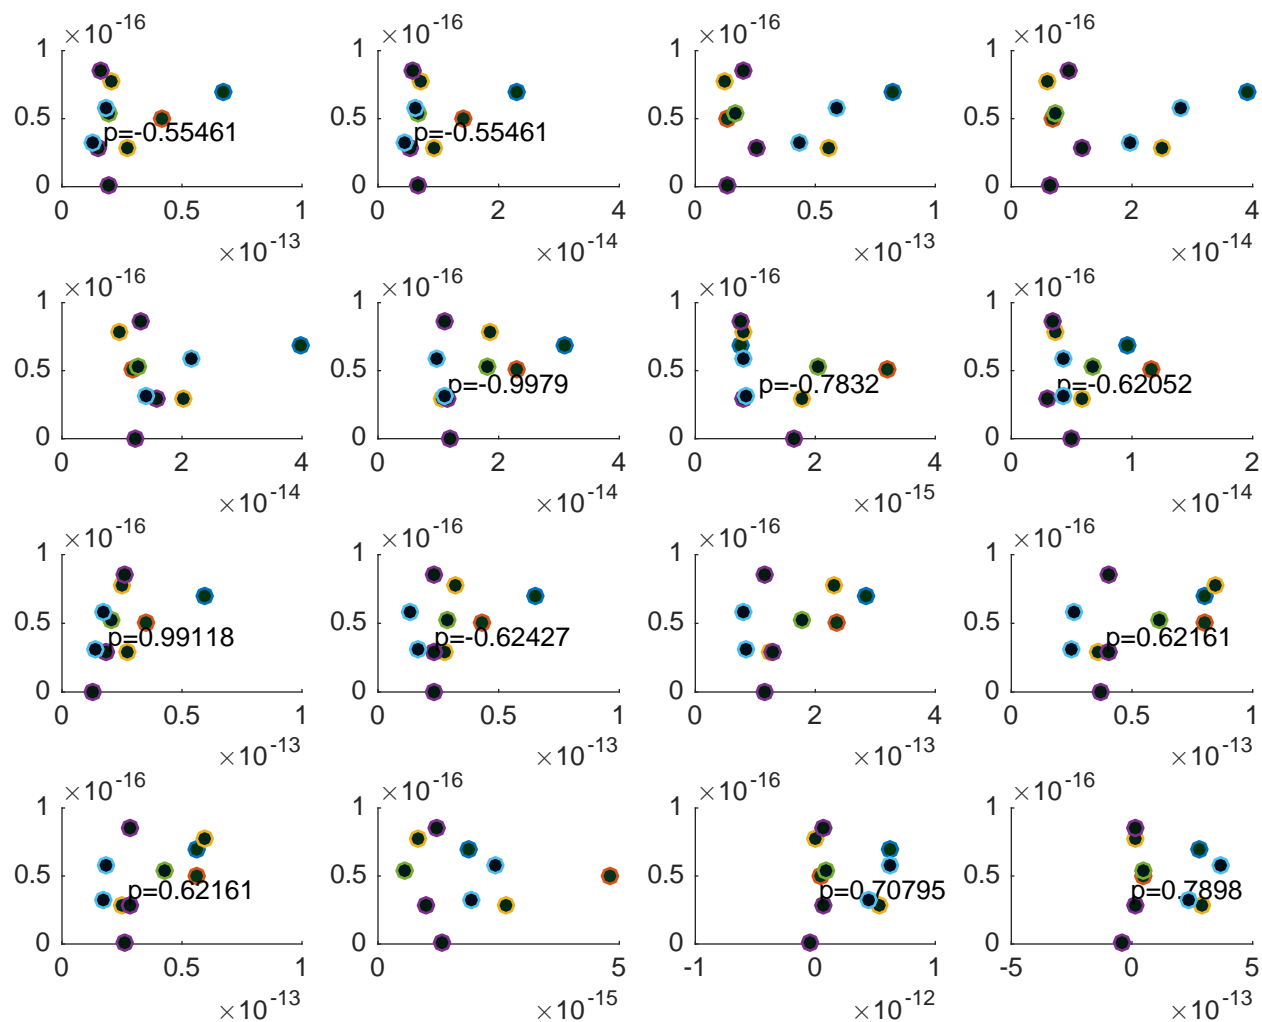 ×10-16 ×10-16 ×10-16 ×10-16
1 1 1 1
0.5 p=-0.55461 0.5 p=-0.55461 0.5 0.5
0 0 0 0
0 0.5 1 0 2 4 0 0.5 1 0 2 4
×10-13 ×10-14 ×10-13 ×10-14
×10-16 ×10-16 ×10-16 ×10-16
1 1 1 1
0.5 0.5 p=-0.9979 0.5 p=-0.7832 0.5 p=-0.62052
0 0 0 0
0 2 4 0 2 4 0 2 4 0 1 2
×10-14 ×10-14 ×10-15 ×10-14
×10-16 ×10-16 ×10-16 ×10-16
1 1 1 1
0.5 p=0.99118 0.5 p=-0.62427 0.5 0.5 p=0.62161
0 0 0 0
0 0.5 1 0 0.5 1 0 2 4 0 0.5 1
×10-13 ×10-13 ×10-12 ×10-13
×10-16 ×10-16 ×10-16 ×10-16
1 1 1 1
0.5 p=0.62161 0.5 0.5 p=0.70795 0.5 p=0.7898
0 0 0 0
0 0.5 1 0 5 -1 0 1 -5 0 5
×10-13 ×10-15 ×10-12 ×10-13